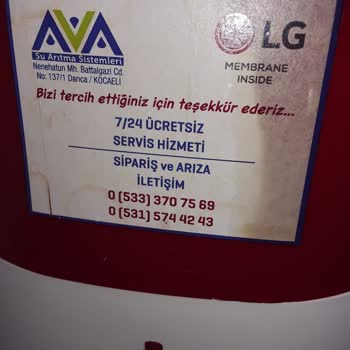 AVA
Su Arıtma Sistemleri
Nenehatun Mh. Battalgazi Cd.
No: 137/1 Darıca / KOCAELİ
LG
MEMBRANE
INSIDE
Bizi tercih ettiğiniz için teşekkür ederiz...
7/24 ÜCRETSİZ
SERVİS HİZMETİ
SİPARİŞ ve ARIZA
İLETİŞİM
0 (533) 370 75 69
0 (531) 574 42 43